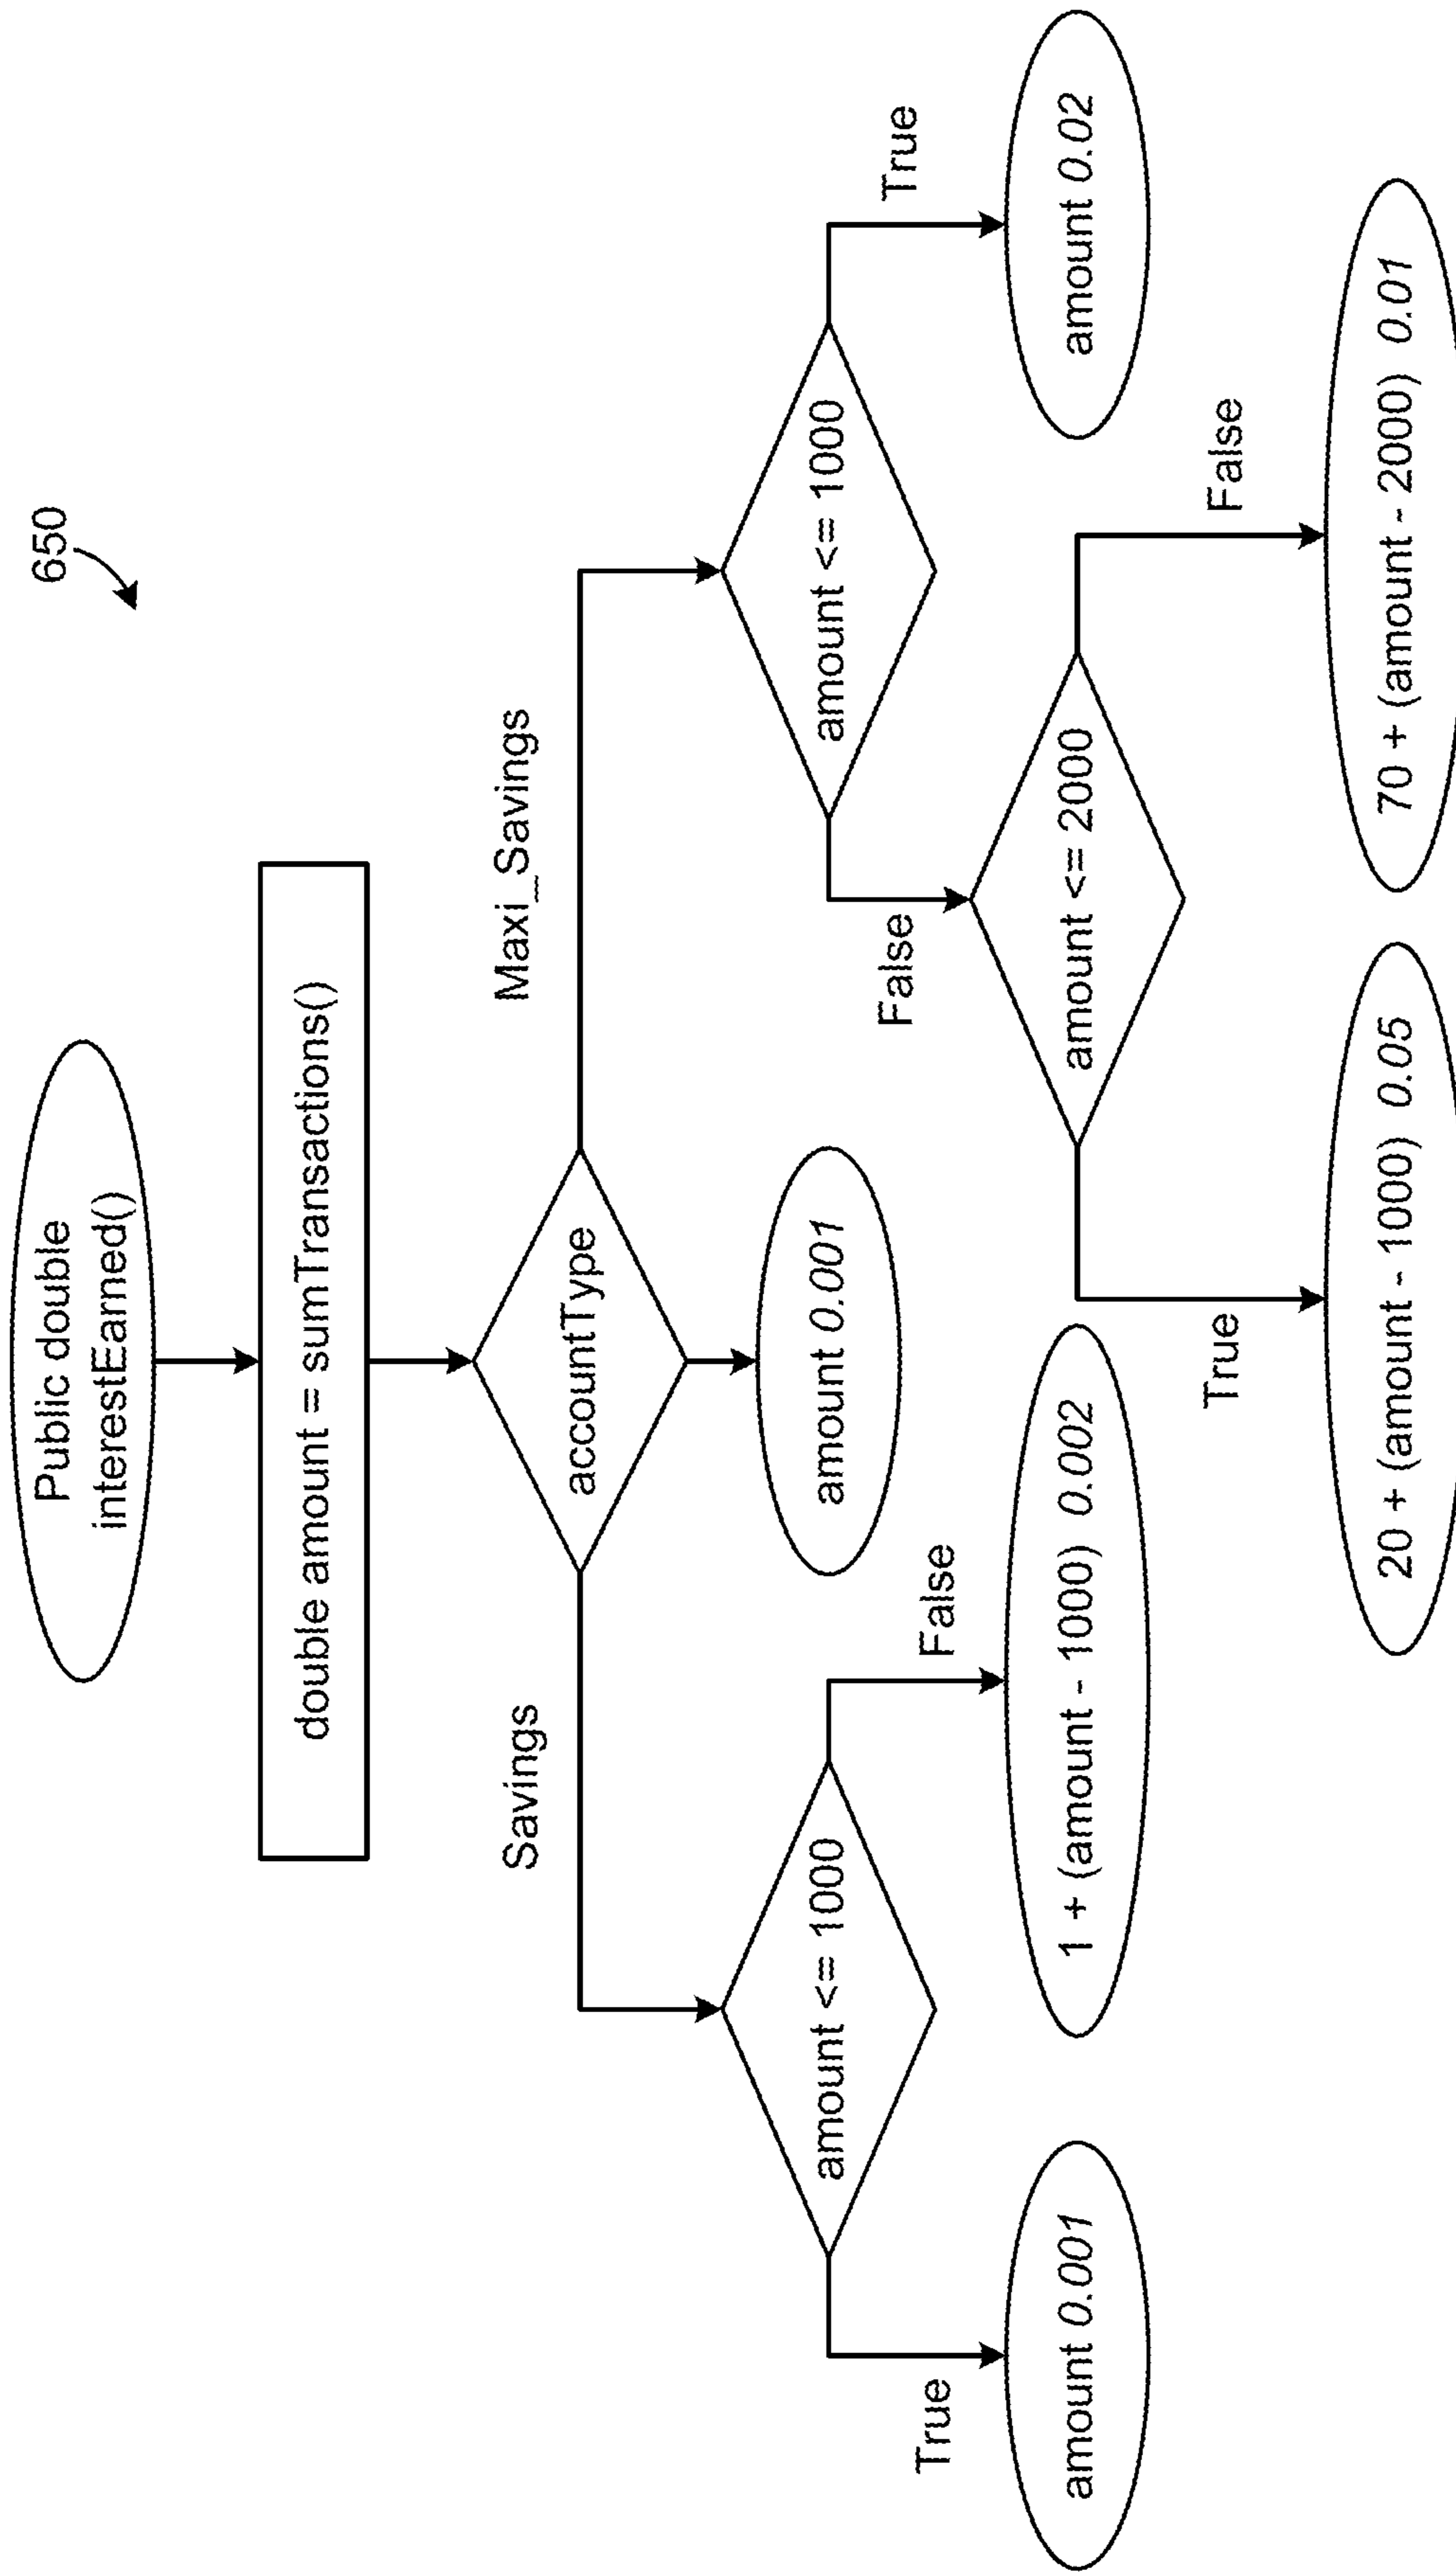 650
Public double
interestEarned()
double amount = sumTransactions()
accountType
Savings
Maxi_Savings
amount <= 1000
amount 0.001
amount <= 1000
True
False
False
True
amount 0.001
1 + (amount - 1000) 0.002
amount <= 2000
amount 0.02
True
False
20 + (amount - 1000) 0.05
70 + (amount - 2000) 0.01